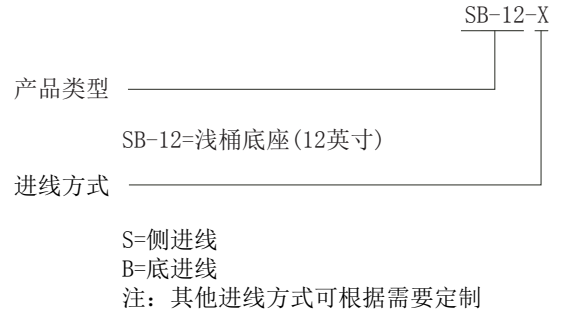 SB-12-X
产品类型
SB-12=浅桶底座(12英寸)
进线方式
S=侧进线
B=底进线
注：其他进线方式可根据需要定制